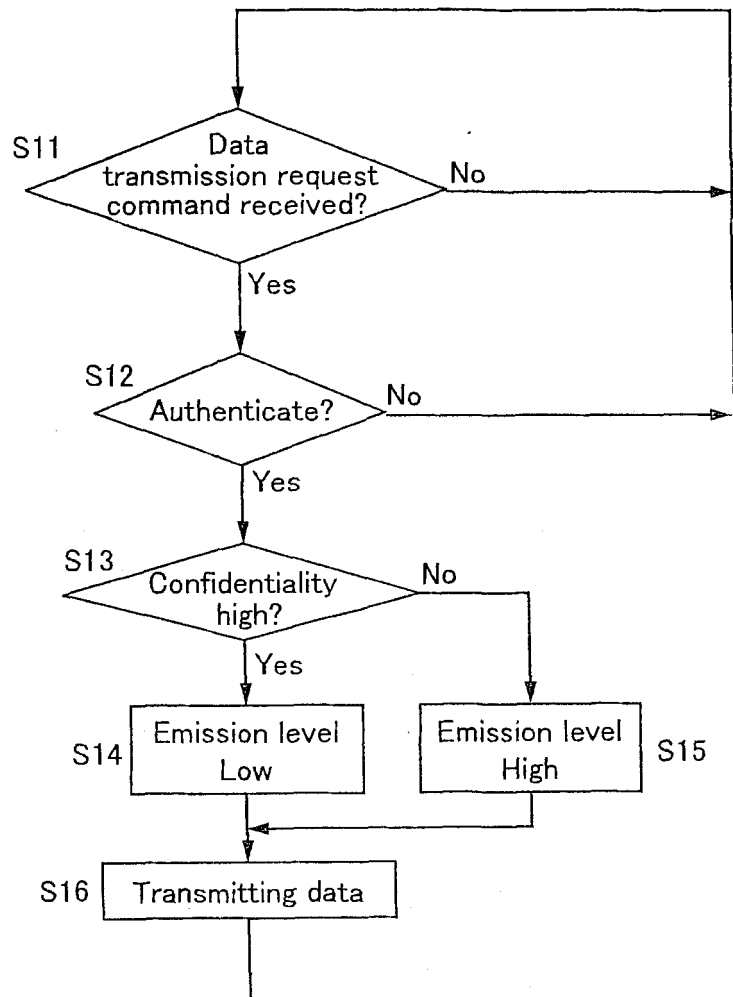 S11
Data
transmission request
command received?
No
Yes
S12
Authenticate?
No
Yes
S13
Confidentiality
high?
No
Yes
S14
Emission level
Low
Emission level
High
S15
S16
Transmitting data